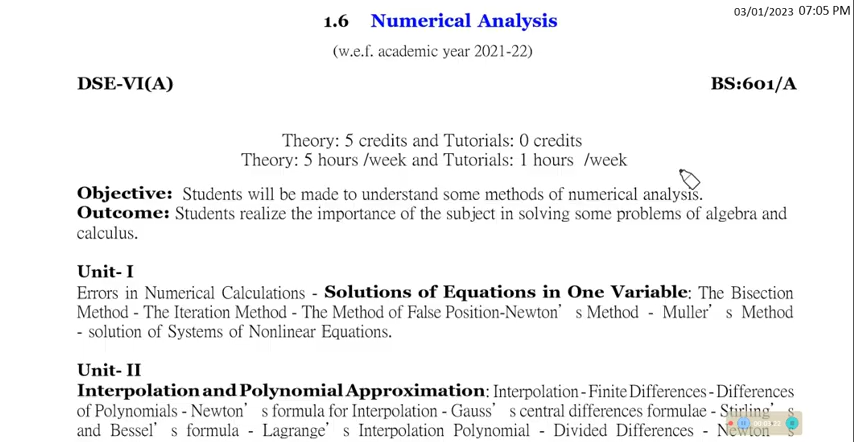 03/01/2023 07:05 PM
1.6 Numerical Analysis
(w.e.f. academic year 2021-22)
DSE-VI(A) BS:601/A
Theory: 5 credits and Tutorials: 0 credits
Theory: 5 hours /week and Tutorials: 1 hours /week
Objective: Students will be made to understand some methods of numerical analysis.
Outcome: Students realize the importance of the subject in solving some problems of algebra and
calculus.
Unit- I
Errors in Numerical Calculations - Solutions of Equations in One Variable: The Bisection
Method - The Iteration Method - The Method of False Position-Newton’ s Method - Muller’ s Method
- solution of Systems of Nonlinear Equations.
Unit- II
Interpolation and Polynomial Approximation: Interpolation - Finite Differences - Differences
of Polynomials - Newton’ s formula for Interpolation - Gauss’ s central differences formulae - Stirling’ s
and Bessel’ s formula - Lagrange’ s Interpolation Polynomial - Divided Differences - Newton’ s